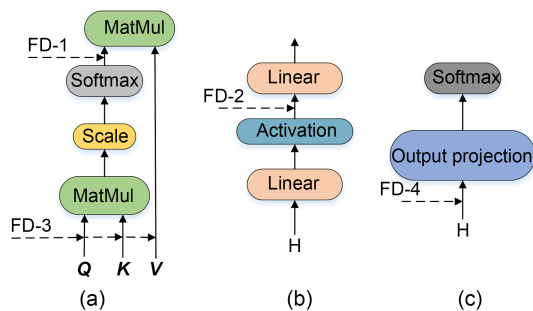 MatMul
FD-1
Softmax
Scale
MatMul
FD-3
Q K V
(a)
Linear
FD-2
Activation
Linear
H
(b)
Softmax
Output projection
FD-4
H
(c)